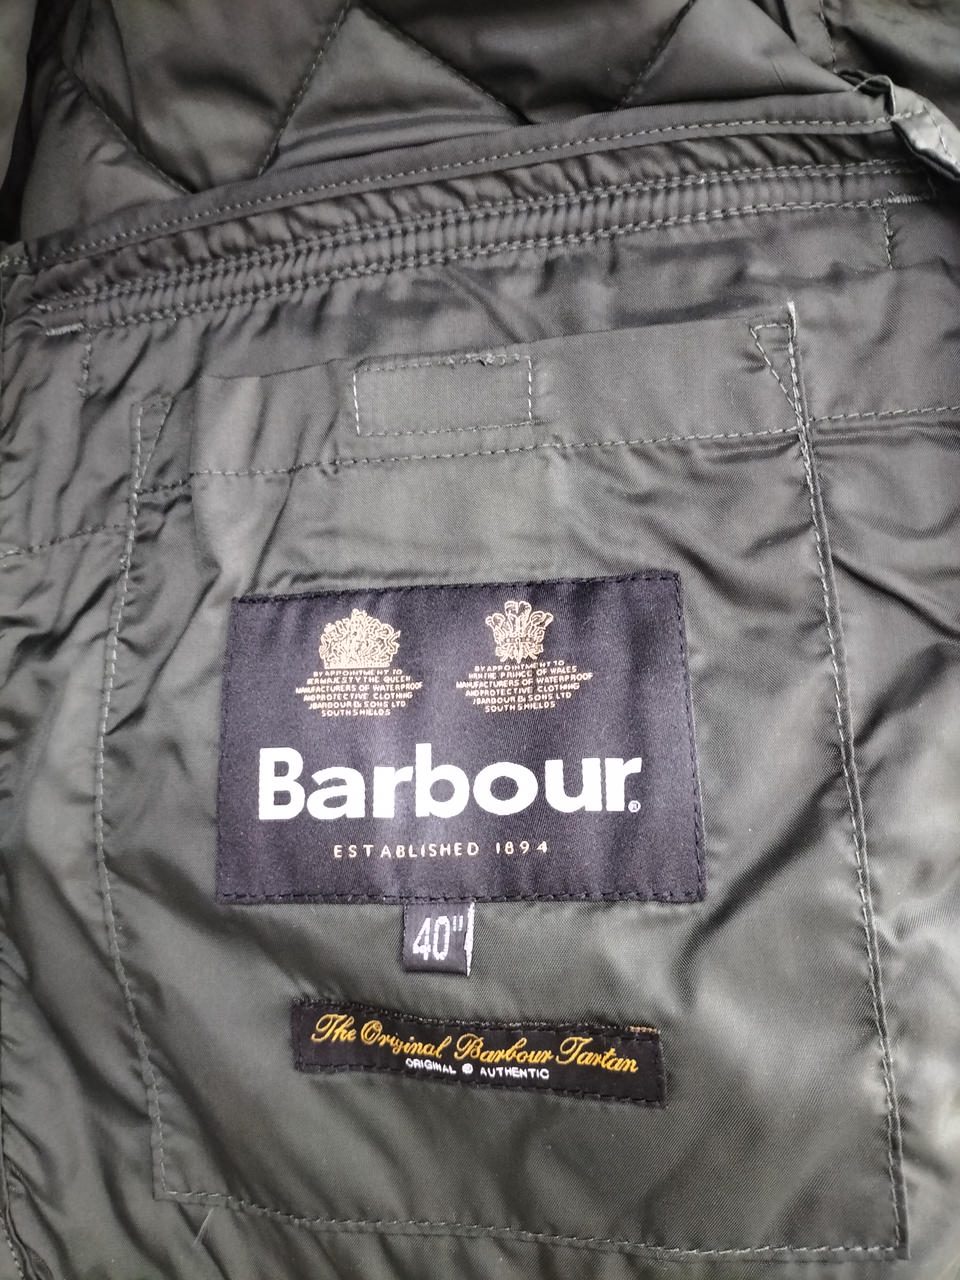 BY APPOINTMENT TO
HER MAJESTY THE QUEEN
MANUFACTURERS OF WATERPROOF
AND PROTECTIVE CLOTHING
J BARBOUR & SONS LTD
SOUTH SHIELDS
BY APPOINTMENT TO
HRH THE PRINCE OF WALES
MANUFACTURERS OF WATERPROOF
AND PROTECTIVE CLOTHING
J BARBOUR & SONS LTD
SOUTH SHIELDS
Barbour®
ESTABLISHED 1894
40"
The Original Barbour Tartan
ORIGINAL @ AUTHENTIC